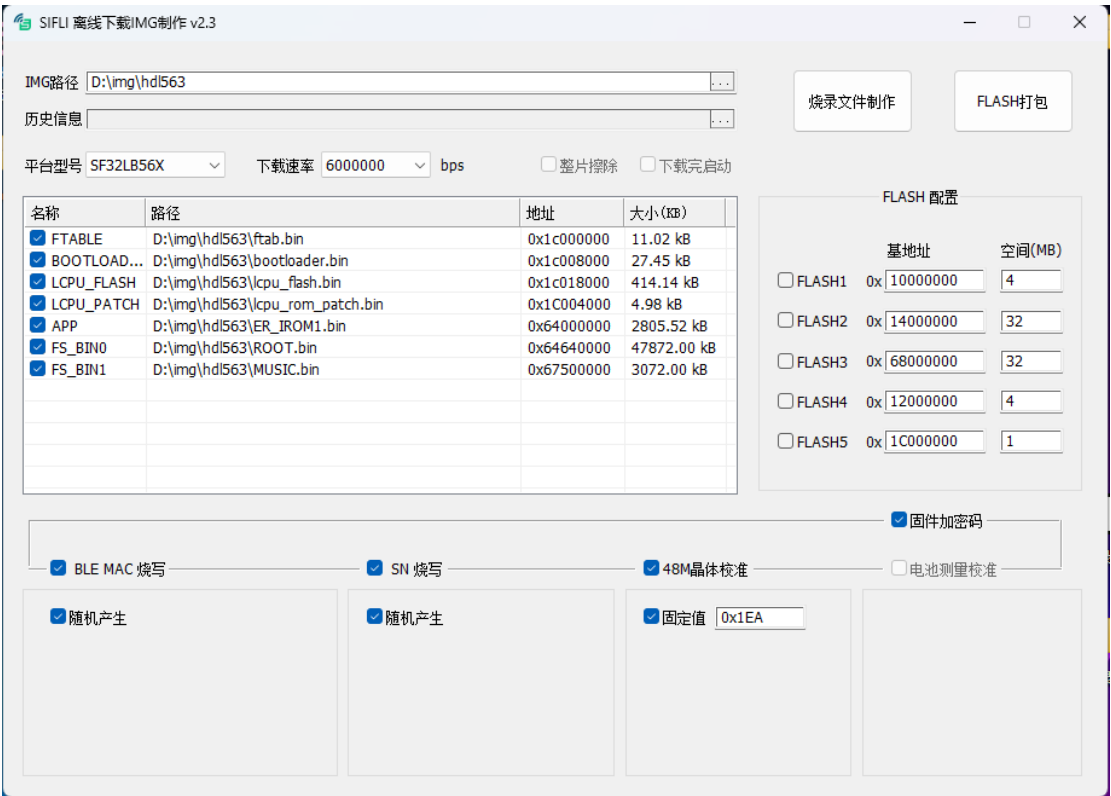 SIFLI 离线下载IMG制作 v2.3
IMG路径 D:\img\hdl563 ...
烧录文件制作 FLASH打包
历史信息 ...
平台型号 SF32LB56X 下载速率 6000000 bps 整片擦除 下载完启动
名称 路径 地址 大小(KB)
FTABLE D:\img\hdl563\ftab.bin 0x1c000000 11.02 kB
BOOTLOAD... D:\img\hdl563\bootloader.bin 0x1c008000 27.45 kB
LCPU_FLASH D:\img\hdl563\lcpu_flash.bin 0x1c018000 414.14 kB
LCPU_PATCH D:\img\hdl563\lcpu_rom_patch.bin 0x1C004000 4.98 kB
APP D:\img\hdl563\ER_IROM1.bin 0x64000000 2805.52 kB
FS_BIN0 D:\img\hdl563\ROOT.bin 0x64640000 47872.00 kB
FS_BIN1 D:\img\hdl563\MUSIC.bin 0x67500000 3072.00 kB
FLASH 配置
基地址 空间(MB)
FLASH1 0x 10000000 4
FLASH2 0x 14000000 32
FLASH3 0x 68000000 32
FLASH4 0x 12000000 4
FLASH5 0x 1C000000 1
固件加密码
BLE MAC 烧写 SN 烧写 48M晶体校准 电池测量校准
随机产生 随机产生 固定值 0x1EA